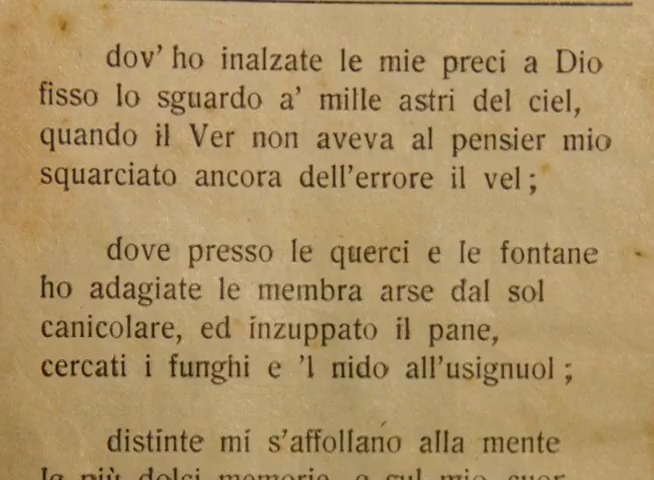 dov' ho inalzate le mie preci a Dio
fisso lo sguardo a' mille astri del ciel,
quando il Ver non aveva al pensier mio
squarciato ancora dell'errore il vel;
dove presso le querci e le fontane
ho adagiate le membra arse dal sol
canicolare, ed inzuppato il pane,
cercati i funghi e 'l nido all'usignuol;
distinte mi s'affollano alla mente
le più dolci memorie, e sul mio cuor